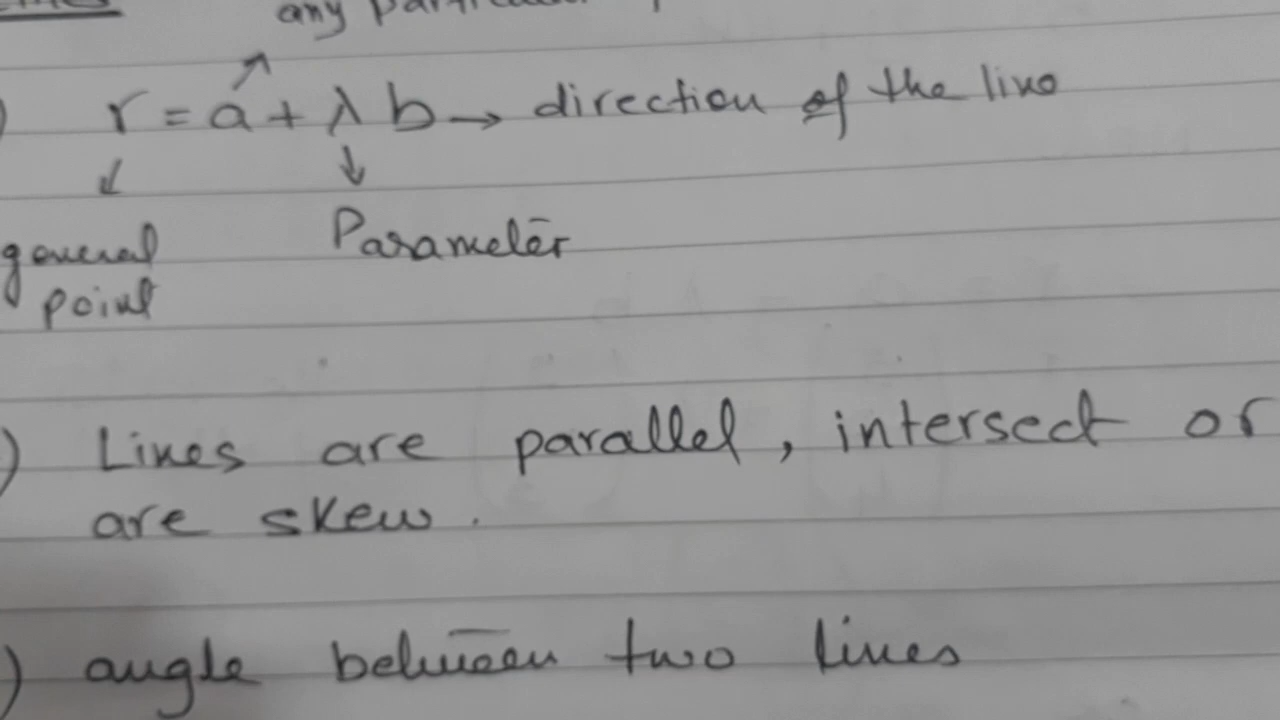 any
r = a + λ b → direction of the line
general Parameter
point
) Lines are parallel, intersect or
are skew.
) angle between two lines